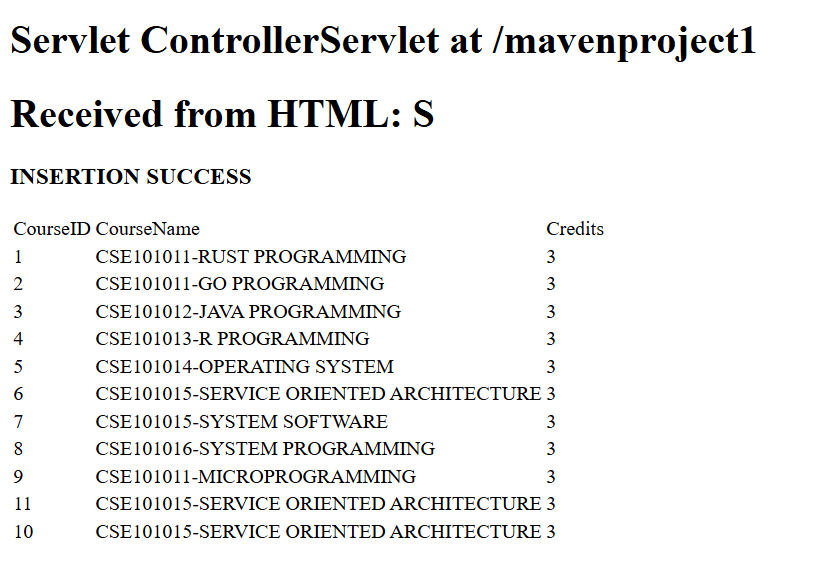 Servlet ControllerServlet at /mavenproject1
Received from HTML: S
INSERTION SUCCESS
CourseID CourseName Credits
1 CSE101011-RUST PROGRAMMING 3
2 CSE101011-GO PROGRAMMING 3
3 CSE101012-JAVA PROGRAMMING 3
4 CSE101013-R PROGRAMMING 3
5 CSE101014-OPERATING SYSTEM 3
6 CSE101015-SERVICE ORIENTED ARCHITECTURE 3
7 CSE101015-SYSTEM SOFTWARE 3
8 CSE101016-SYSTEM PROGRAMMING 3
9 CSE101011-MICROPROGRAMMING 3
11 CSE101015-SERVICE ORIENTED ARCHITECTURE 3
10 CSE101015-SERVICE ORIENTED ARCHITECTURE 3